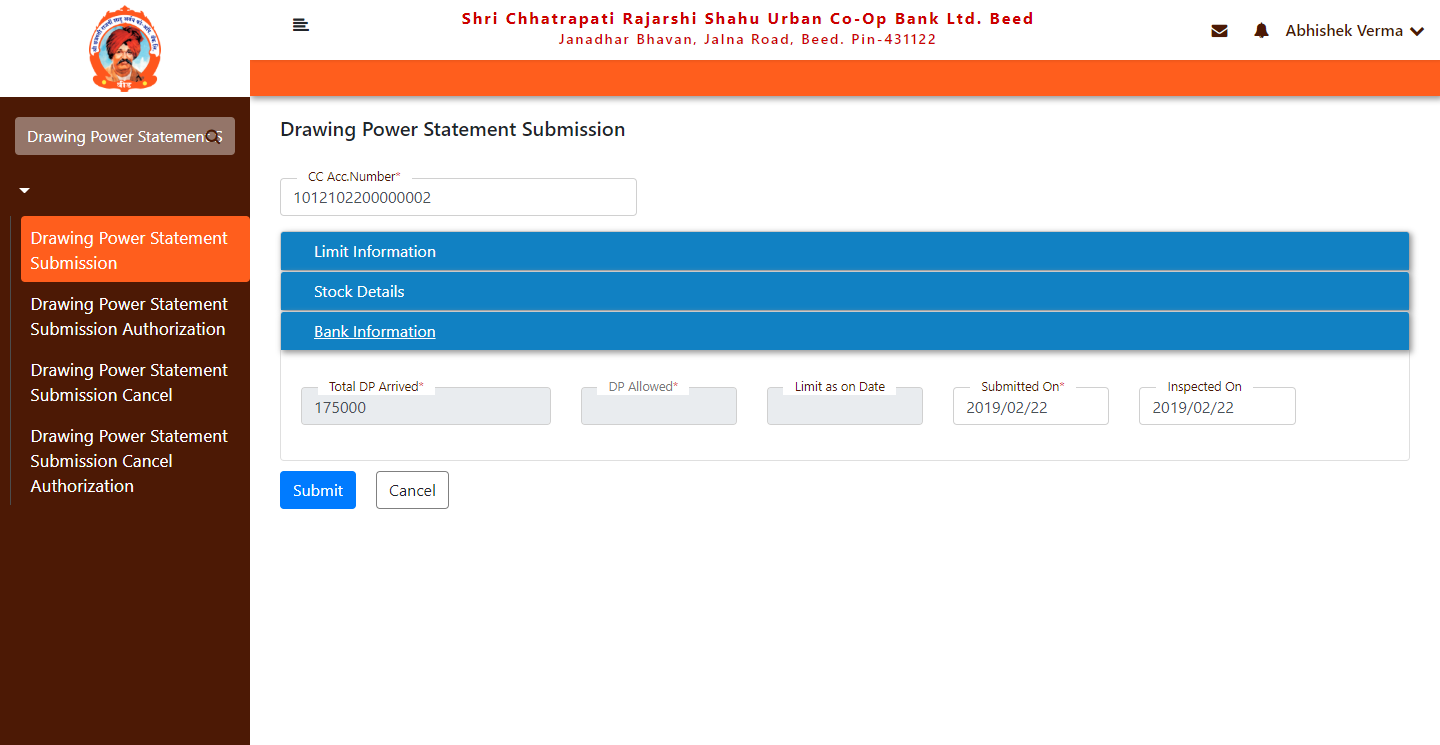 Shri Chhatrapati Rajarshi Shahu Urban Co-Op Bank Ltd. Beed
Janadhar Bhavan, Jalna Road, Beed. Pin-431122
Abhishek Verma
बीड
Drawing Power Statement S
Drawing Power Statement
Submission
Drawing Power Statement
Submission Authorization
Drawing Power Statement
Submission Cancel
Drawing Power Statement
Submission Cancel
Authorization
Drawing Power Statement Submission
CC Acc.Number*
1012102200000002
Limit Information
Stock Details
Bank Information
Total DP Arrived*
175000
DP Allowed*
Limit as on Date
Submitted On*
2019/02/22
Inspected On
2019/02/22
Submit
Cancel